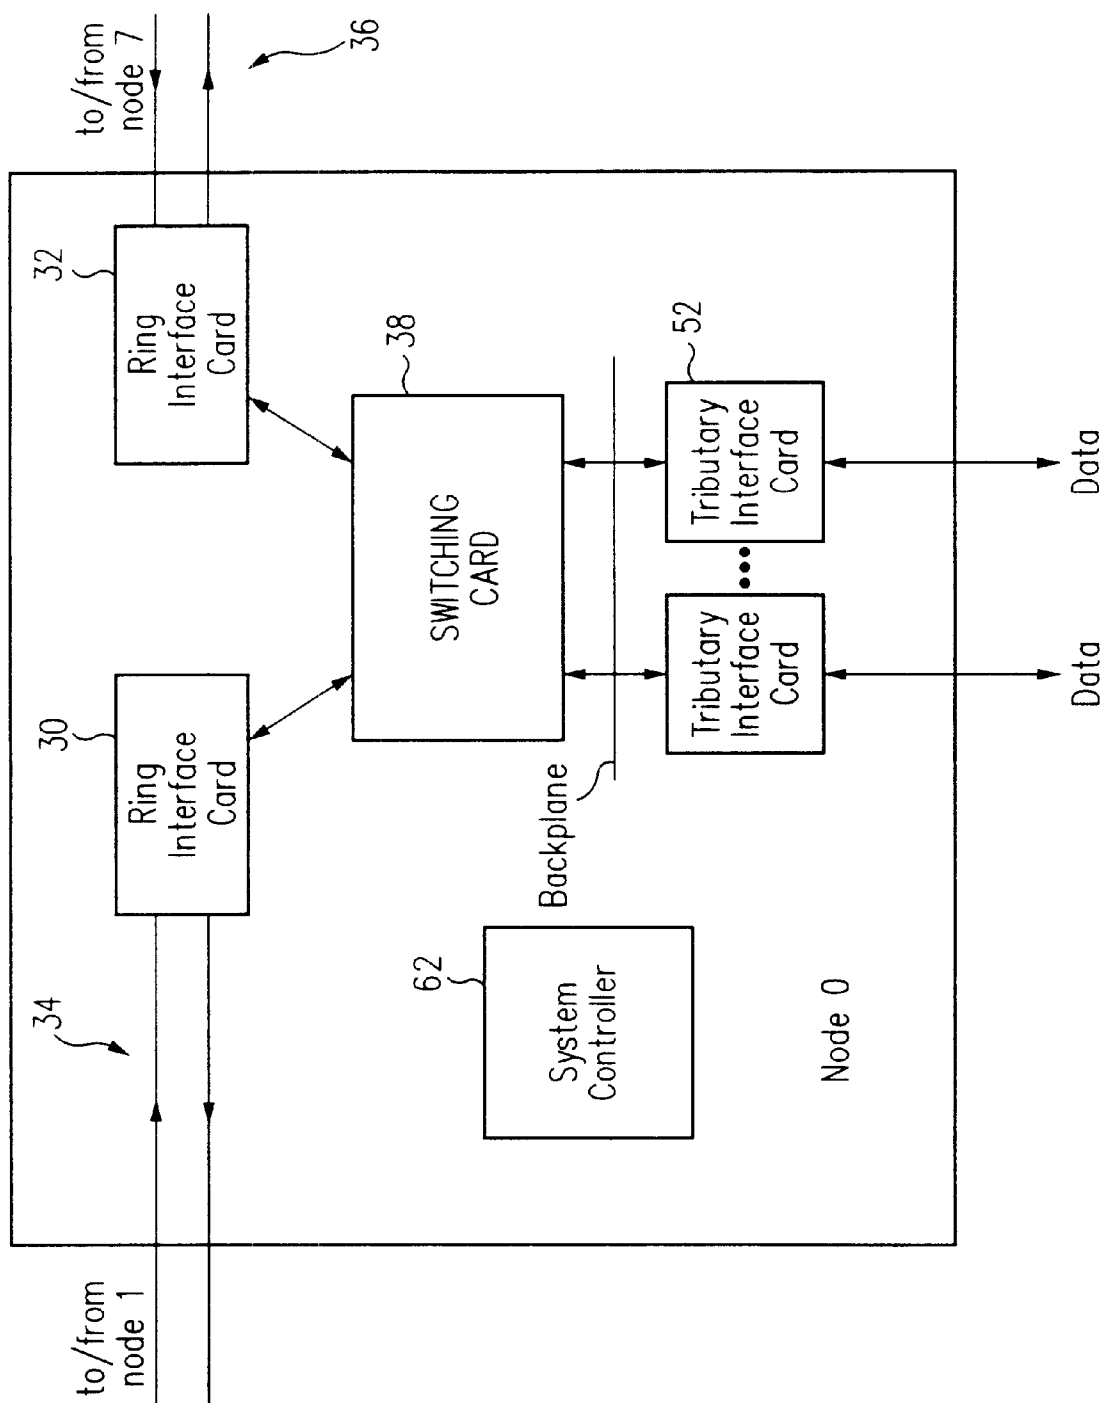 to/from
node 1
34
30
Ring
Interface
Card
32
Ring
Interface
Card
to/from
node 7
36
38
SWITCHING
CARD
62
System
Controller
Backplane
Tributary
Interface
Card
52
Tributary
Interface
Card
Node 0
Data
Data